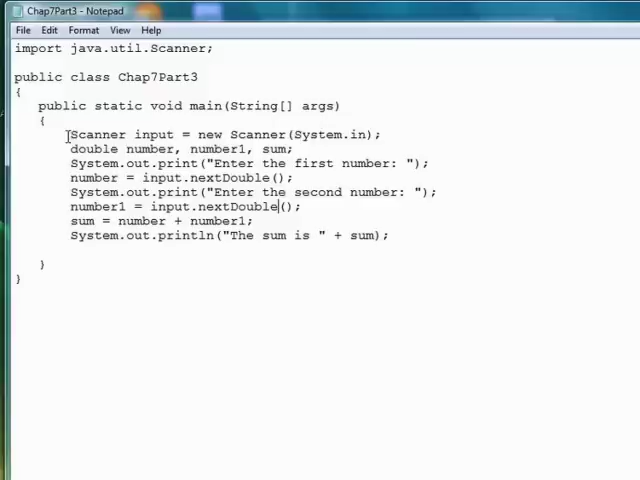 Chap7Part3 - Notepad
File Edit Format View Help
import java.util.Scanner;
public class Chap7Part3
{
public static void main(String[] args)
{
Scanner input = new Scanner(System.in);
double number, number1, sum;
System.out.print("Enter the first number: ");
number = input.nextDouble();
System.out.print("Enter the second number: ");
number1 = input.nextDouble();
sum = number + number1;
System.out.println("The sum is " + sum);
}
}